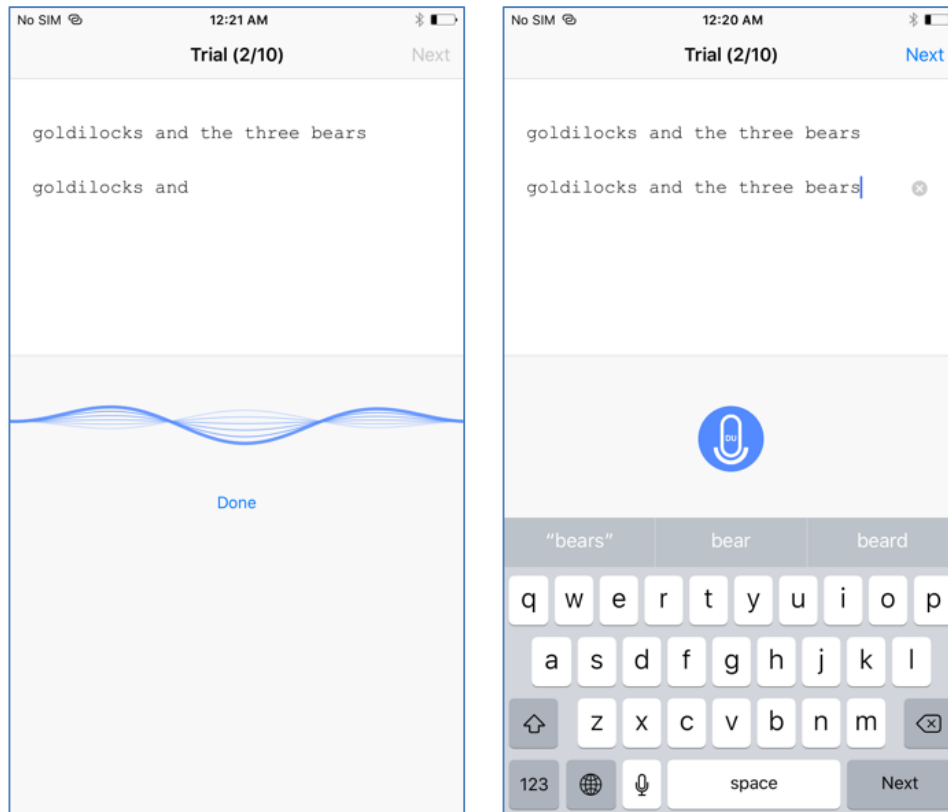 No SIM 12:21 AM
Trial (2/10) Next
goldilocks and the three bears
goldilocks and
Done
No SIM 12:20 AM
Trial (2/10) Next
goldilocks and the three bears
goldilocks and the three bears
DU
“bears” bear beard
q w e r t y u i o p
a s d f g h j k l
z x c v b n m
123 space Next